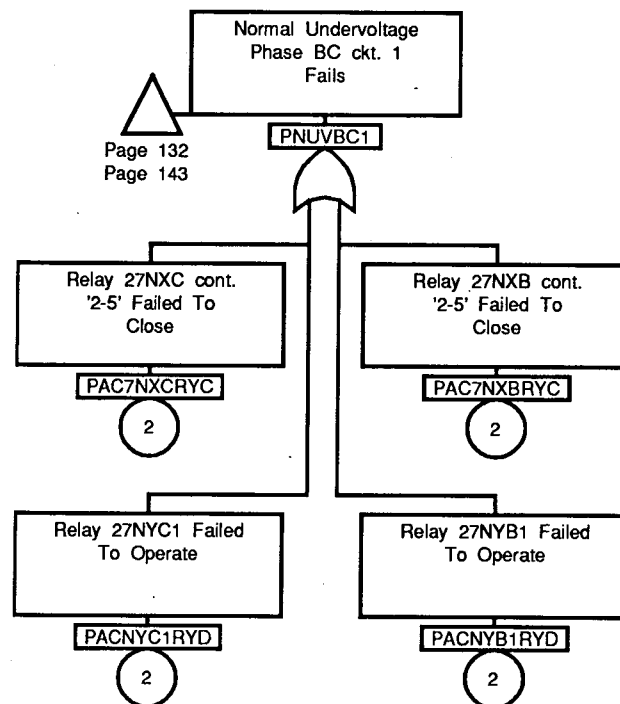 Normal Undervoltage
Phase BC ckt. 1
Fails
PNUVBC1
Page 132
Page 143
Relay 27NXC cont.
'2-5' Failed To
Close
PAC7NXCRYC
2
Relay 27NXB cont.
'2-5' Failed To
Close
PAC7NXBRYC
2
Relay 27NYC1 Failed
To Operate
PACNYC1RYD
2
Relay 27NYB1 Failed
To Operate
PACNYB1RYD
2